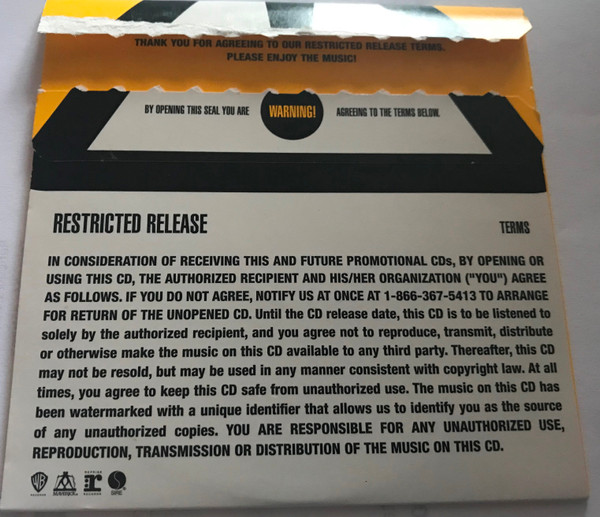 THANK YOU FOR AGREEING TO OUR RESTRICTED RELEASE TERMS.
PLEASE ENJOY THE MUSIC!
BY OPENING THIS SEAL YOU ARE WARNING! AGREEING TO THE TERMS BELOW.
RESTRICTED RELEASE TERMS
IN CONSIDERATION OF RECEIVING THIS AND FUTURE PROMOTIONAL CDs, BY OPENING OR
USING THIS CD, THE AUTHORIZED RECIPIENT AND HIS/HER ORGANIZATION ("YOU") AGREE
AS FOLLOWS. IF YOU DO NOT AGREE, NOTIFY US AT ONCE AT 1-866-367-5413 TO ARRANGE
FOR RETURN OF THE UNOPENED CD. Until the CD release date, this CD is to be listened to
solely by the authorized recipient, and you agree not to reproduce, transmit, distribute
or otherwise make the music on this CD available to any third party. Thereafter, this CD
may not be resold, but may be used in any manner consistent with copyright law. At all
times, you agree to keep this CD safe from unauthorized use. The music on this CD has
been watermarked with a unique identifier that allows us to identify you as the source
of any unauthorized copies. YOU ARE RESPONSIBLE FOR ANY UNAUTHORIZED USE,
REPRODUCTION, TRANSMISSION OR DISTRIBUTION OF THE MUSIC ON THIS CD.